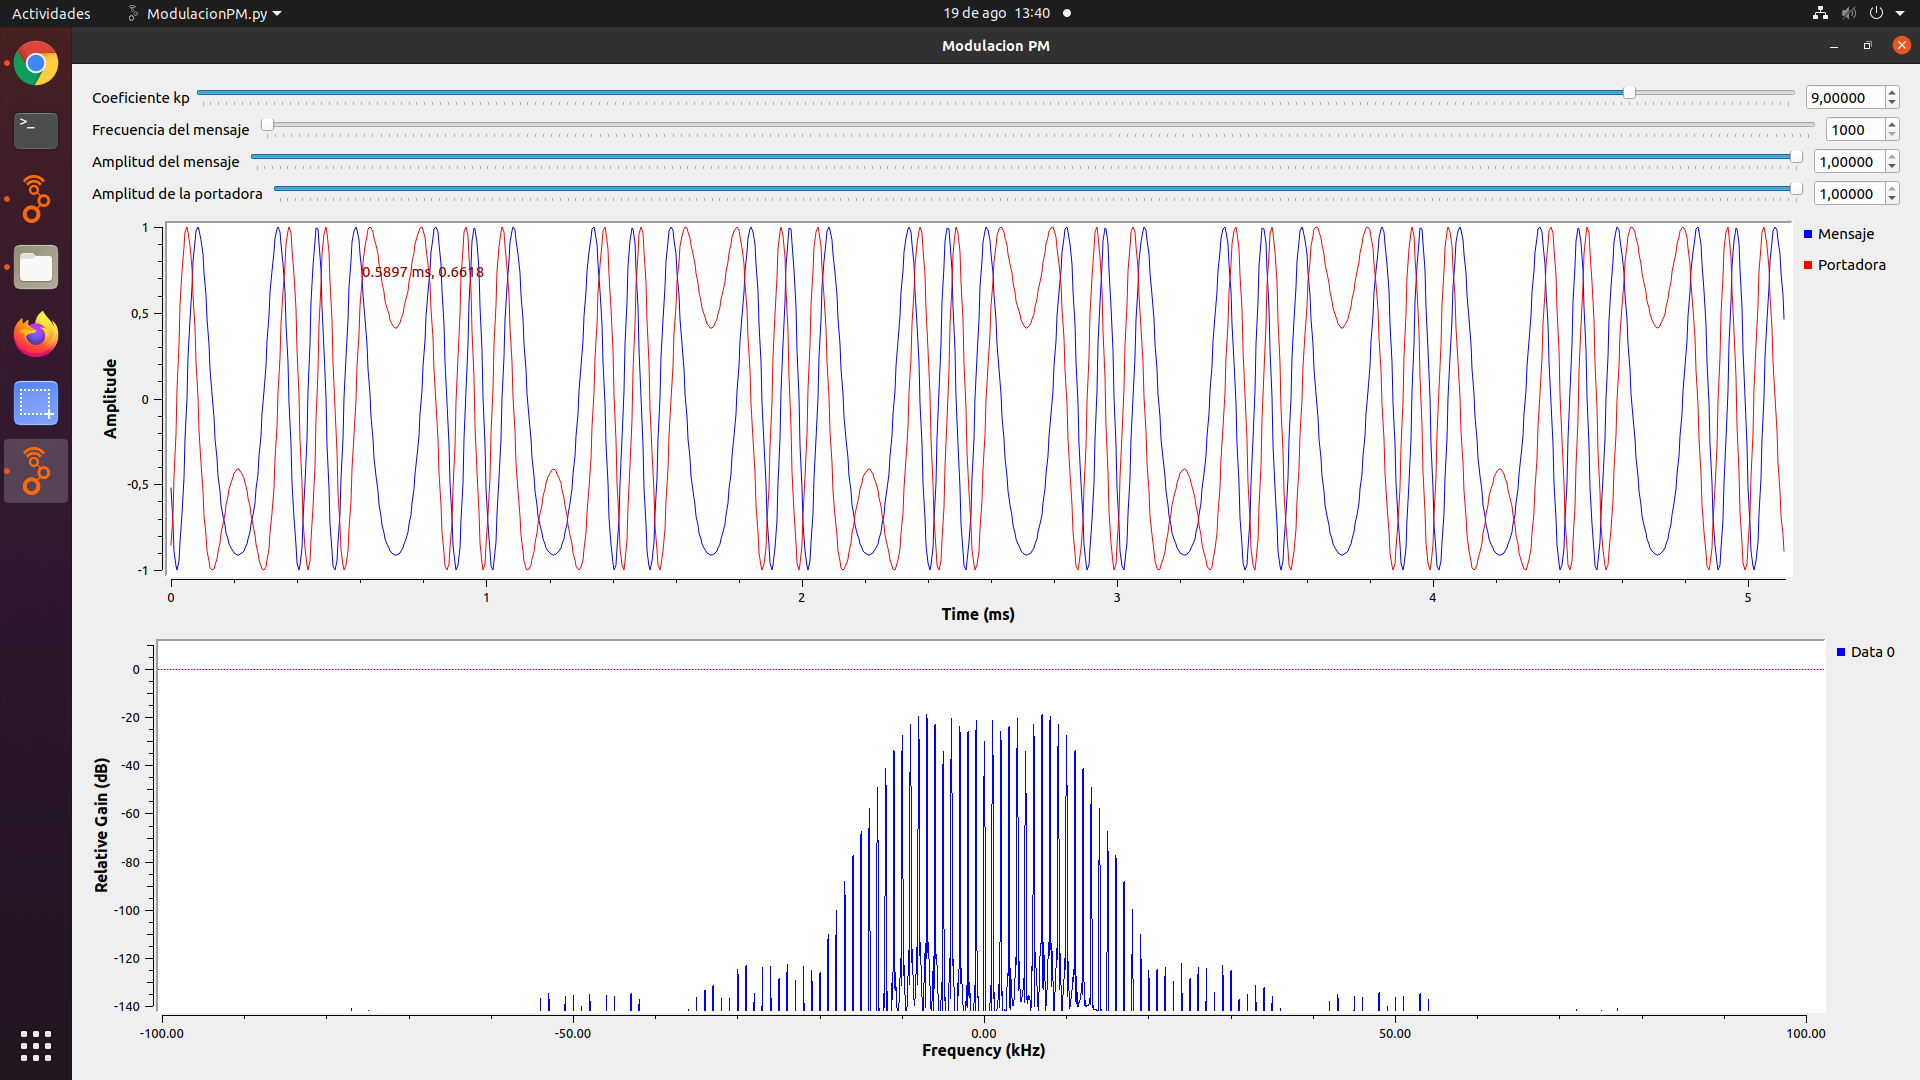 Actividades ModulacionPM.py 19 de ago 13:40
Modulacion PM
Coeficiente kp 9,00000
Frecuencia del mensaje 1000
Amplitud del mensaje 1,00000
Amplitud de la portadora 1,00000
1
0,5
0
-0,5
-1
Amplitude
0.5897 ms, 0.6618
Mensaje
Portadora
0 1 2 3 4 5
Time (ms)
0
-20
-40
-60
-80
-100
-120
-140
Relative Gain (dB)
Data 0
-100.00 -50.00 0.00 50.00 100.00
Frequency (kHz)